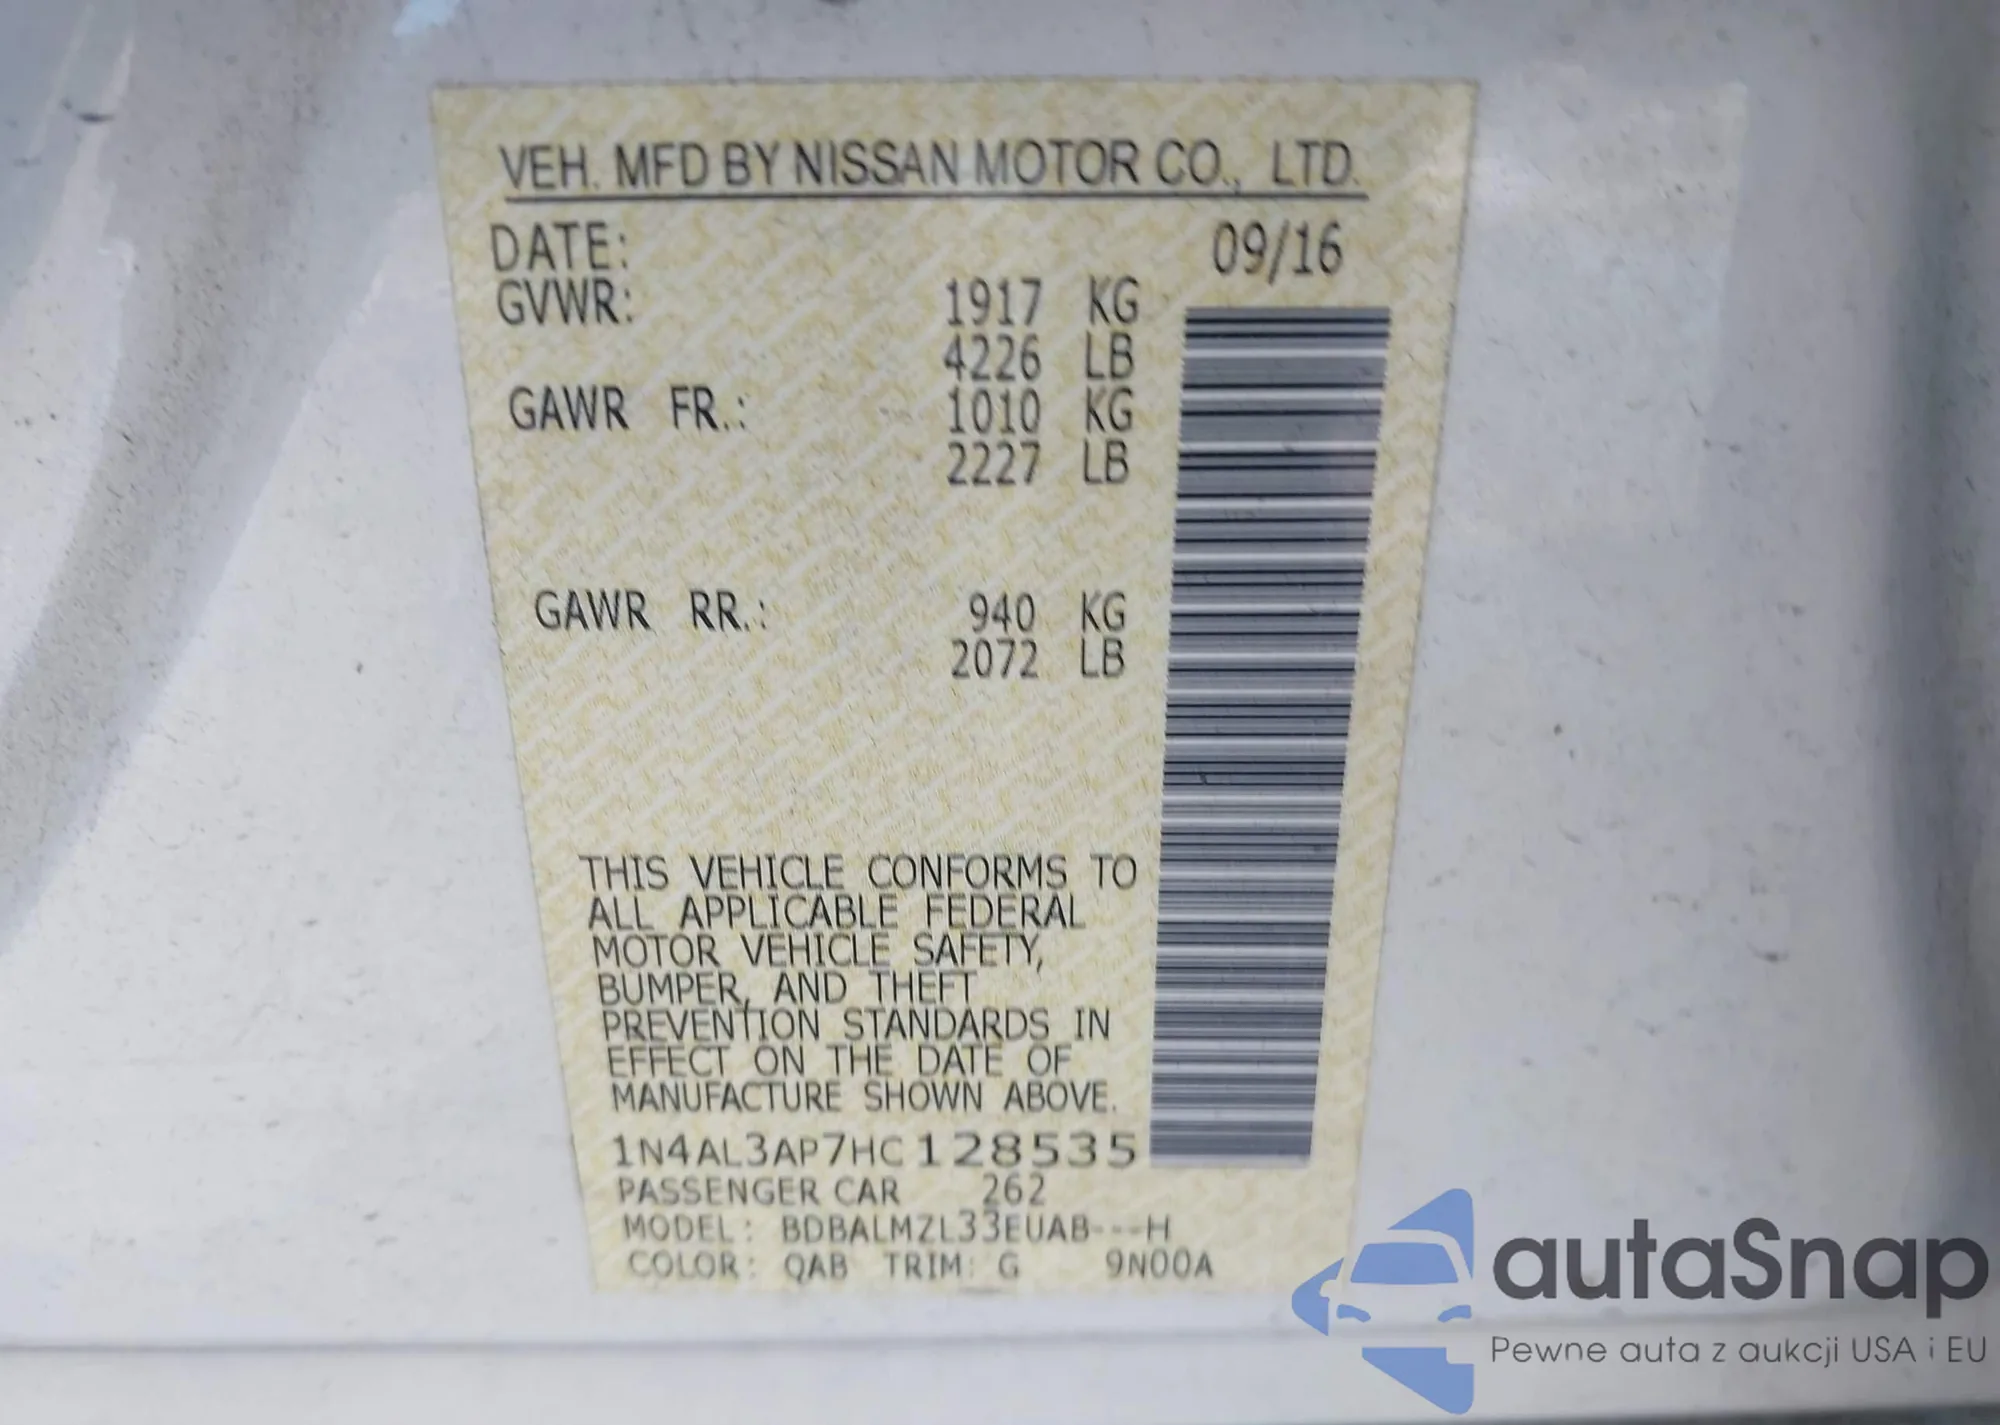 VEH. MFD BY NISSAN MOTOR CO., LTD.
DATE: 09/16
GVWR: 1917 KG
4226 LB
GAWR FR.: 1010 KG
2227 LB
GAWR RR.: 940 KG
2072 LB
THIS VEHICLE CONFORMS TO
ALL APPLICABLE FEDERAL
MOTOR VEHICLE SAFETY,
BUMPER, AND THEFT
PREVENTION STANDARDS IN
EFFECT ON THE DATE OF
MANUFACTURE SHOWN ABOVE.
1N4AL3AP7HC128535
PASSENGER CAR 262
MODEL: BDBALMZL33EUAB---H
COLOR: QAB TRIM: G 9N00A
autaSnap
Pewne auta z aukcji USA i EU